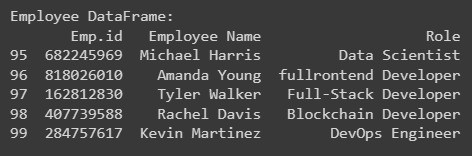 Employee DataFrame:
Emp.id Employee Name Role
95 682245969 Michael Harris Data Scientist
96 818026010 Amanda Young fullrontend Developer
97 162812830 Tyler Walker Full-Stack Developer
98 407739588 Rachel Davis Blockchain Developer
99 284757617 Kevin Martinez DevOps Engineer